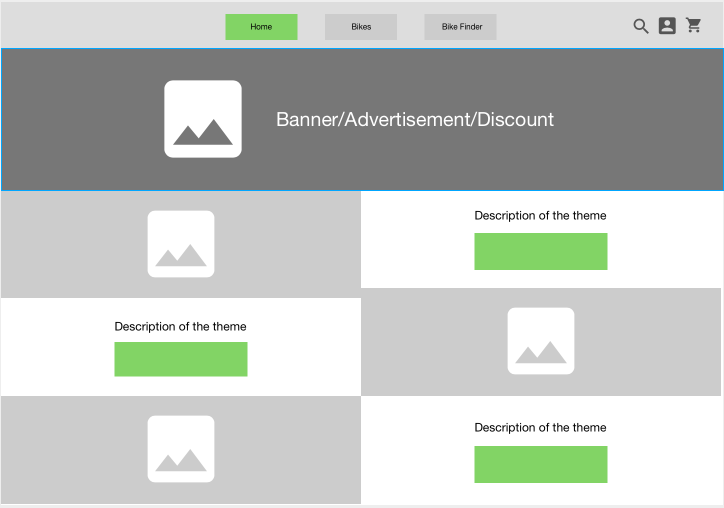 Home
Bikes
Bike Finder
Banner/Advertisement/Discount
Description of the theme
Description of the theme
Description of the theme